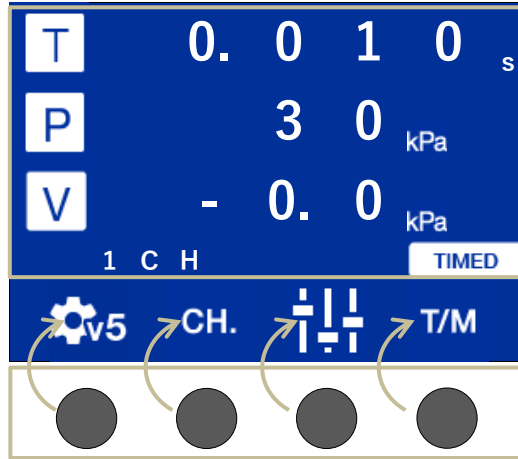 T 0. 0 1 0 s
P 3 0 kPa
V - 0. 0 kPa
1 C H TIMED
v5 CH. T/M